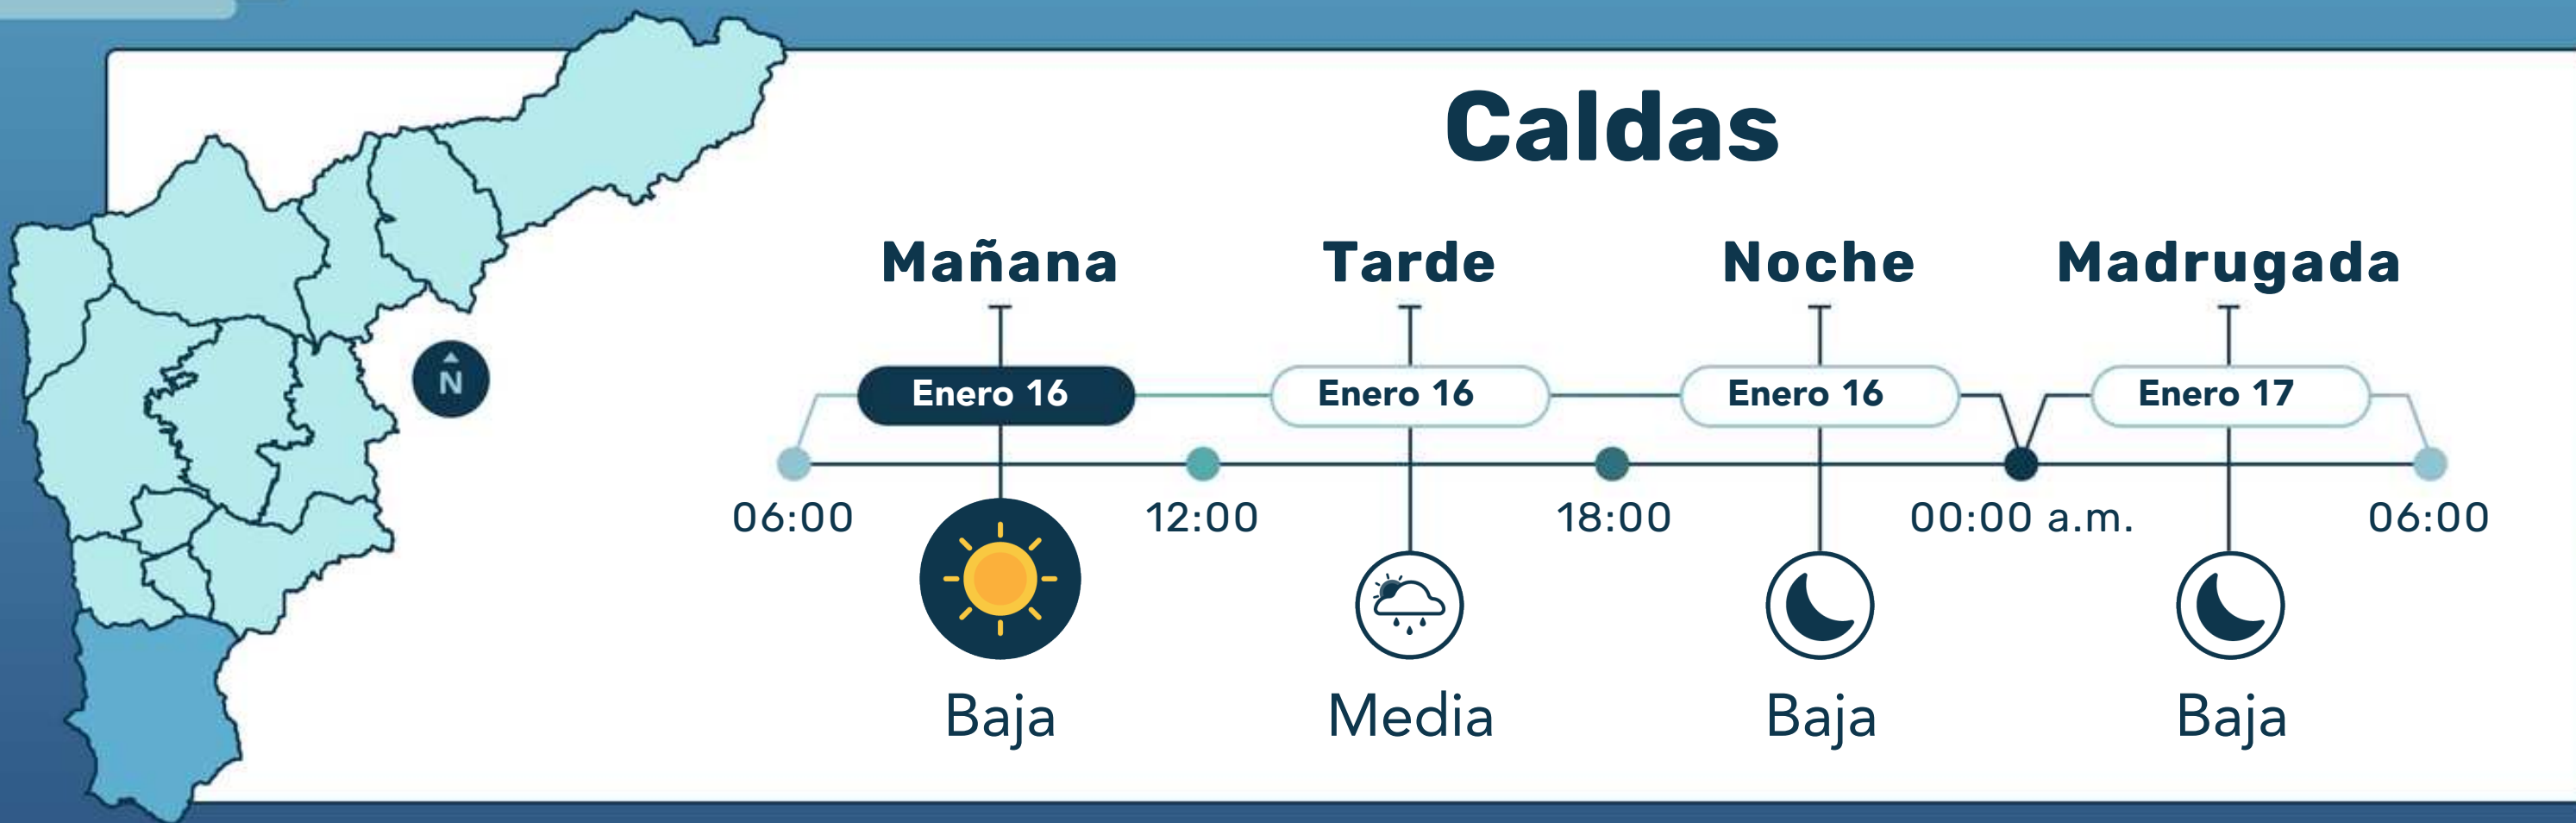 Caldas
Mañana Tarde Noche Madrugada
N
Enero 16 Enero 16 Enero 16 Enero 17
06:00 12:00 18:00 00:00 a.m. 06:00
Baja Media Baja Baja